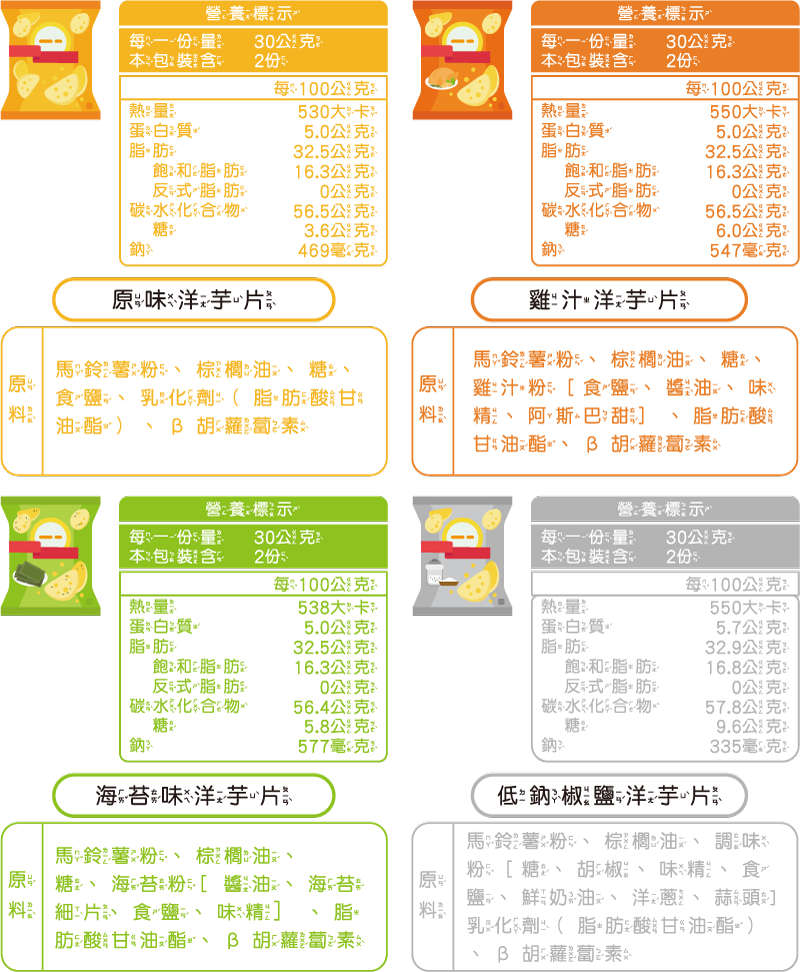 營養標示
每一份量 30公克
本包裝含 2份
每100公克
熱量 530大卡
蛋白質 5.0公克
脂肪 32.5公克
飽和脂肪 16.3公克
反式脂肪 0公克
碳水化合物 56.5公克
糖 3.6公克
鈉 469毫克
原味洋芋片
原料
馬鈴薯粉、棕櫚油、糖、
食鹽、乳化劑(脂肪酸甘
油酯)、β胡蘿蔔素
營養標示
每一份量 30公克
本包裝含 2份
每100公克
熱量 550大卡
蛋白質 5.0公克
脂肪 32.5公克
飽和脂肪 16.3公克
反式脂肪 0公克
碳水化合物 56.5公克
糖 6.0公克
鈉 547毫克
雞汁洋芋片
原料
馬鈴薯粉、棕櫚油、糖、
雞汁粉[食鹽、醬油、味
精、阿斯巴甜]、脂肪酸
甘油酯、β胡蘿蔔素
營養標示
每一份量 30公克
本包裝含 2份
每100公克
熱量 538大卡
蛋白質 5.0公克
脂肪 32.5公克
飽和脂肪 16.3公克
反式脂肪 0公克
碳水化合物 56.4公克
糖 5.8公克
鈉 577毫克
海苔味洋芋片
原料
馬鈴薯粉、棕櫚油、
糖、海苔粉[醬油、海苔
細片、食鹽、味精]、脂
肪酸甘油酯、β胡蘿蔔素
營養標示
每一份量 30公克
本包裝含 2份
每100公克
熱量 550大卡
蛋白質 5.7公克
脂肪 32.9公克
飽和脂肪 16.8公克
反式脂肪 0公克
碳水化合物 57.8公克
糖 9.6公克
鈉 335毫克
低鈉椒鹽洋芋片
原料
馬鈴薯粉、棕櫚油、調味
粉[糖、胡椒、味精、食
鹽、鮮奶油、洋蔥、蒜頭]
乳化劑(脂肪酸甘油酯)
、β胡蘿蔔素